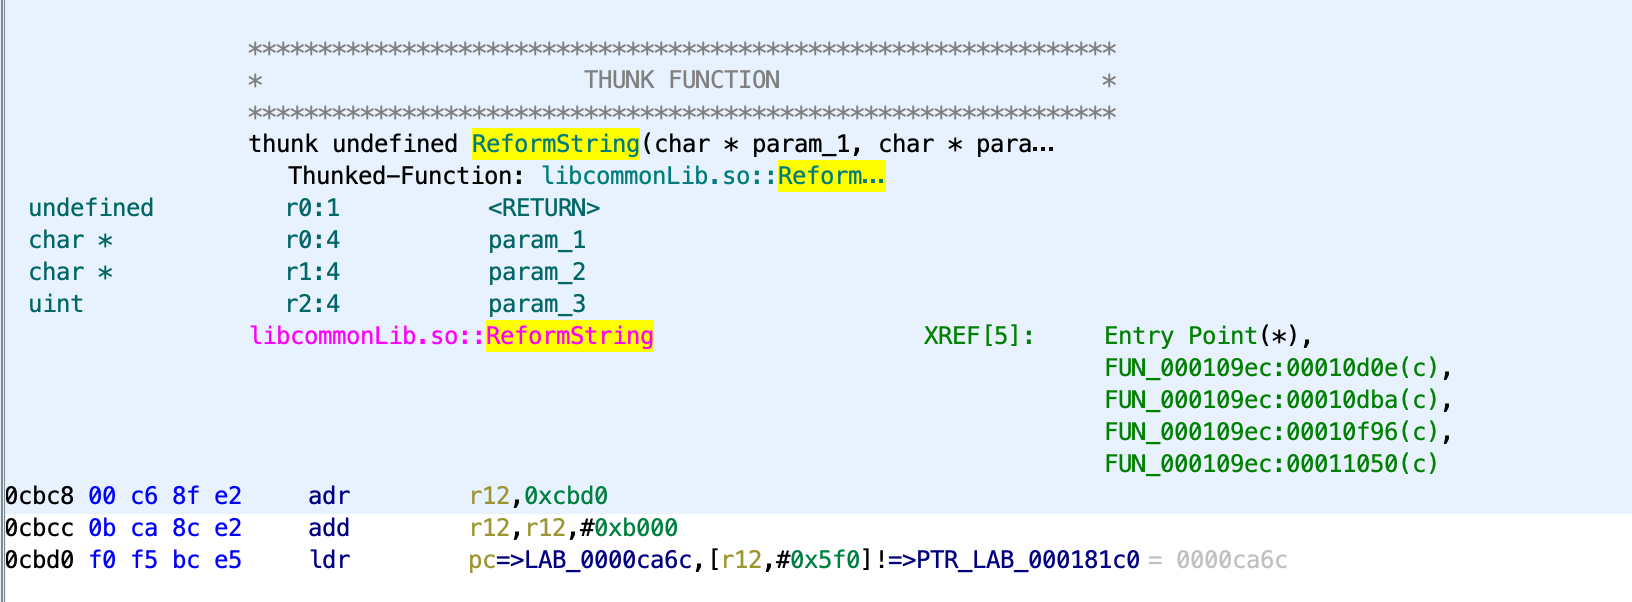 **************************************************************
*                       THUNK FUNCTION                       *
**************************************************************
thunk undefined ReformString(char * param_1, char * para...
Thunked-Function: libcommonLib.so::Reform...
undefined r0:1 <RETURN>
char * r0:4 param_1
char * r1:4 param_2
uint r2:4 param_3
libcommonLib.so::ReformString XREF[5]: Entry Point(*),
FUN_000109ec:00010d0e(c),
FUN_000109ec:00010dba(c),
FUN_000109ec:00010f96(c),
FUN_000109ec:00011050(c)
0cbc8 00 c6 8f e2 adr r12,0xcbd0
0cbcc 0b ca 8c e2 add r12,r12,#0xb000
0cbd0 f0 f5 bc e5 ldr pc=>LAB_0000ca6c,[r12,#0x5f0]!=>PTR_LAB_000181c0 = 0000ca6c